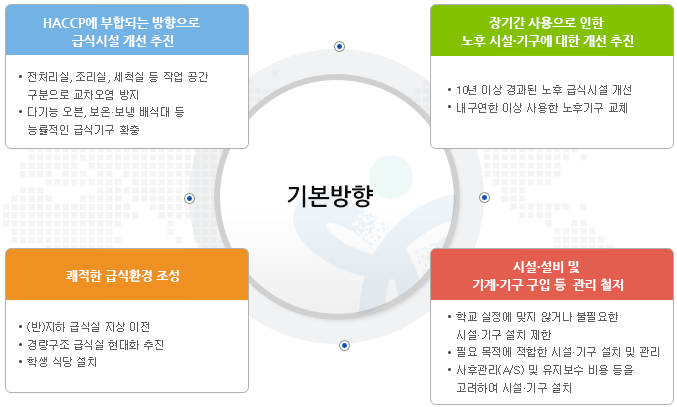 HACCP에 부합되는 방향으로
급식시설 개선 추진
• 전처리실, 조리실, 세척실 등 작업 공간
구분으로 교차오염 방지
• 다기능 오븐, 보온·보냉 배식대 등
능률적인 급식기구 확충
장기간 사용으로 인한
노후 시설·기구에 대한 개선 추진
• 10년 이상 경과된 노후 급식시설 개선
• 내구연한 이상 사용한 노후기구 교체
기본방향
쾌적한 급식환경 조성
• (반)지하 급식실 지상 이전
• 경량구조 급식실 현대화 추진
• 학생 식당 설치
시설·설비 및
기계·기구 구입 등 관리 철저
• 학교 실정에 맞지 않거나 불필요한
시설·기구 설치 제한
• 필요 목적에 적합한 시설·기구 설치 및 관리
• 사후관리(A/S) 및 유지보수 비용 등을
고려하여 시설·기구 설치